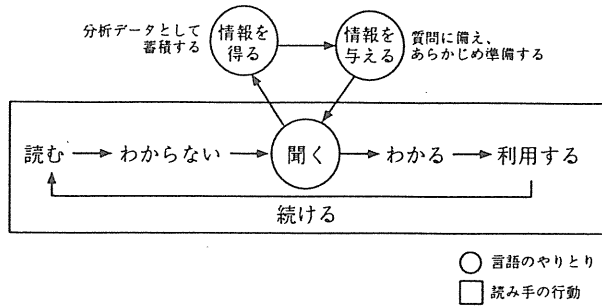 分析データとして
蓄積する
情報を
得る
情報を
与える
質問に備え、
あらかじめ準備する
読む
わからない
聞く
わかる
利用する
続ける
言語のやりとり
読み手の行動